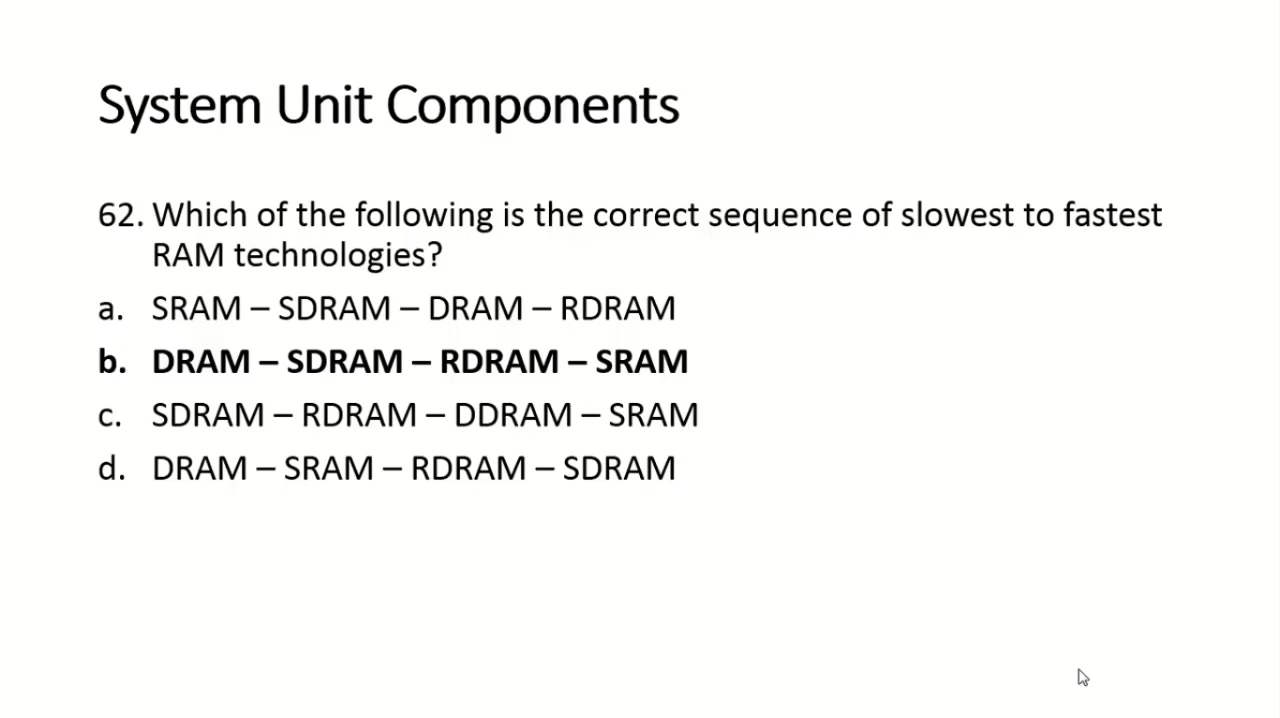 System Unit Components
62. Which of the following is the correct sequence of slowest to fastest
RAM technologies?
a. SRAM – SDRAM – DRAM – RDRAM
b. DRAM – SDRAM – RDRAM – SRAM
c. SDRAM – RDRAM – DDRAM – SRAM
d. DRAM – SRAM – RDRAM – SDRAM